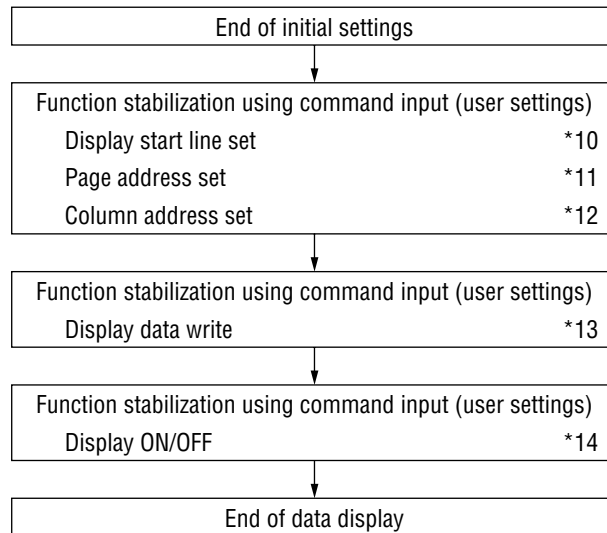 End of initial settings
Function stabilization using command input (user settings)
Display start line set *10
Page address set *11
Column address set *12
Function stabilization using command input (user settings)
Display data write *13
Function stabilization using command input (user settings)
Display ON/OFF *14
End of data display